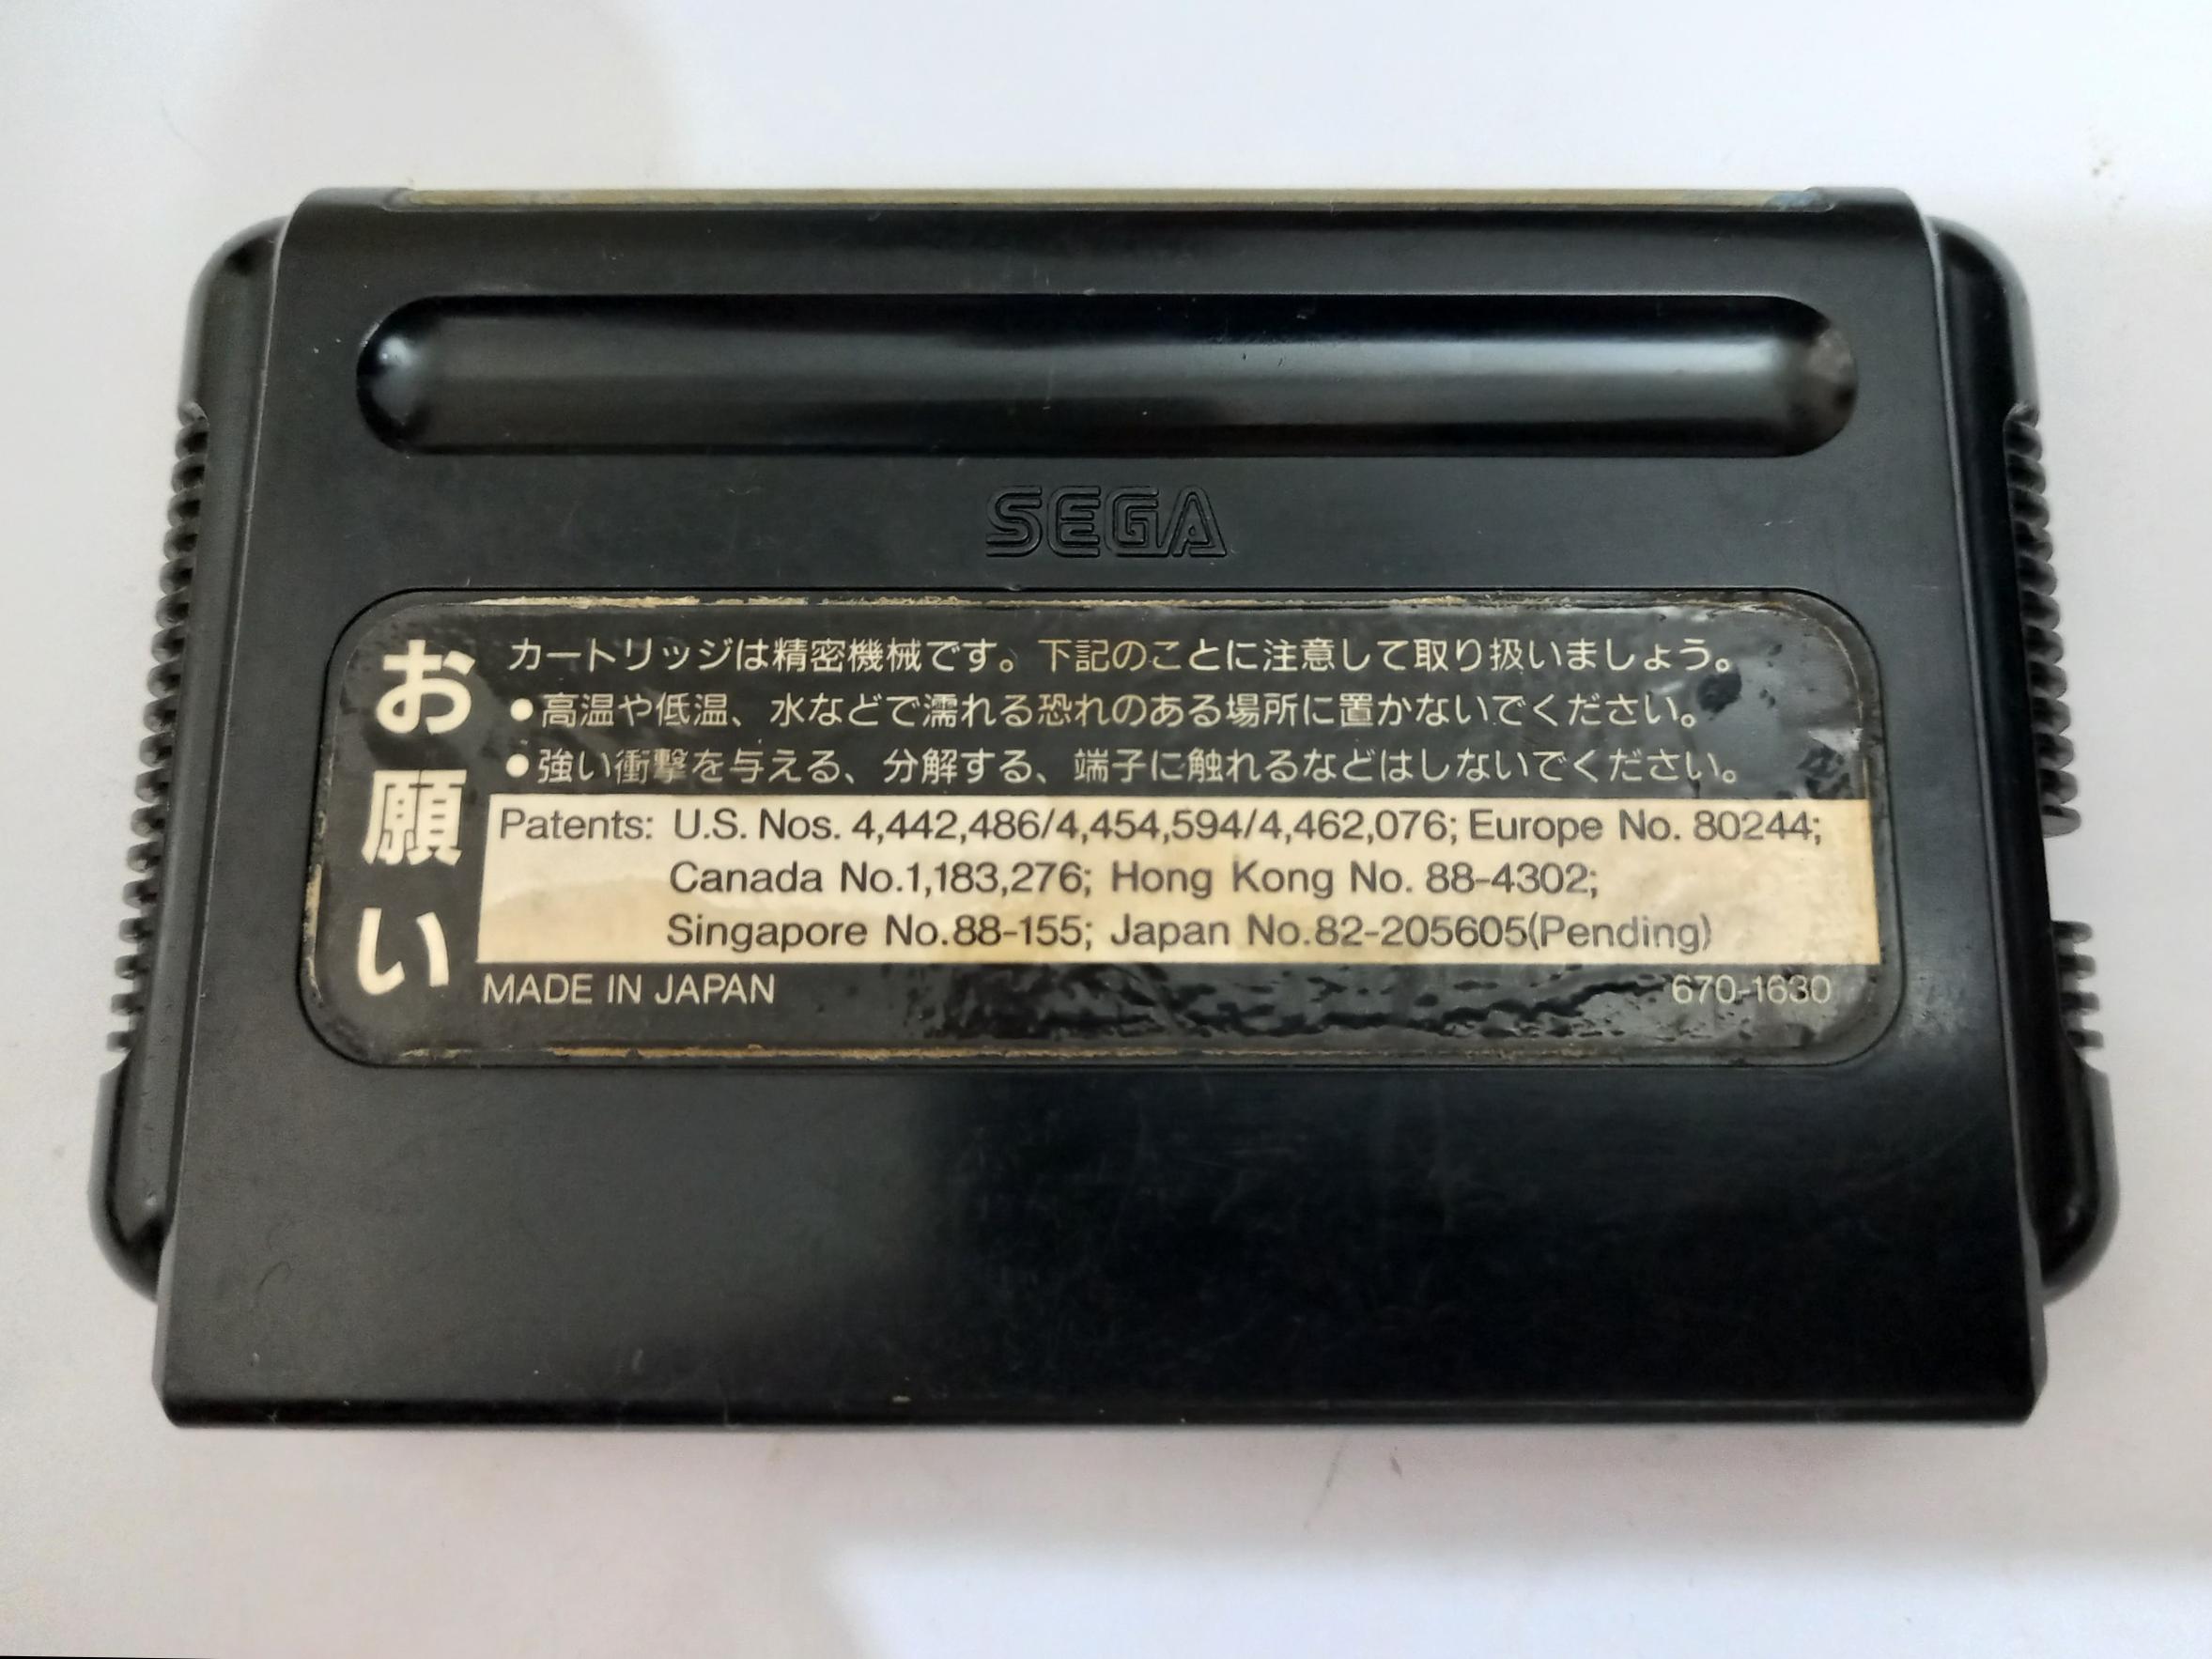 SEGA
お願い
カートリッジは精密機械です。下記のことに注意して取り扱いましょう。
●高温や低温、水などで濡れる恐れのある場所に置かないでください。
●強い衝撃を与える、分解する、端子に触れるなどはしないでください。
Patents: U.S. Nos. 4,442,486/4,454,594/4,462,076; Europe No. 80244;
Canada No.1,183,276; Hong Kong No. 88-4302;
Singapore No.88-155; Japan No.82-205605(Pending)
MADE IN JAPAN
670-1630